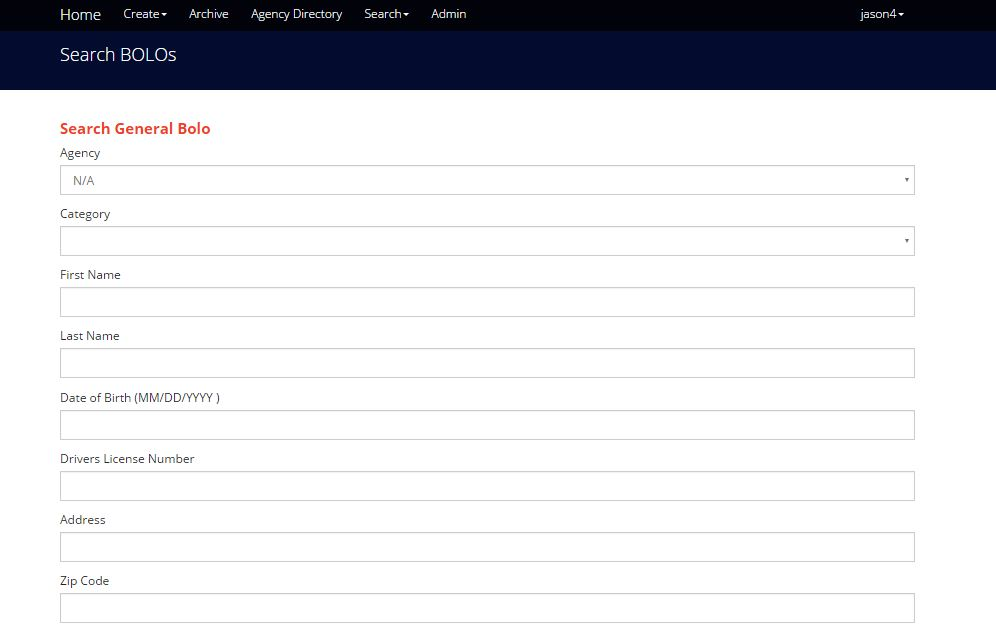 Home Create Archive Agency Directory Search Admin jason4
Search BOLOs
Search General Bolo
Agency
N/A
Category
First Name
Last Name
Date of Birth (MM/DD/YYYY )
Drivers License Number
Address
Zip Code